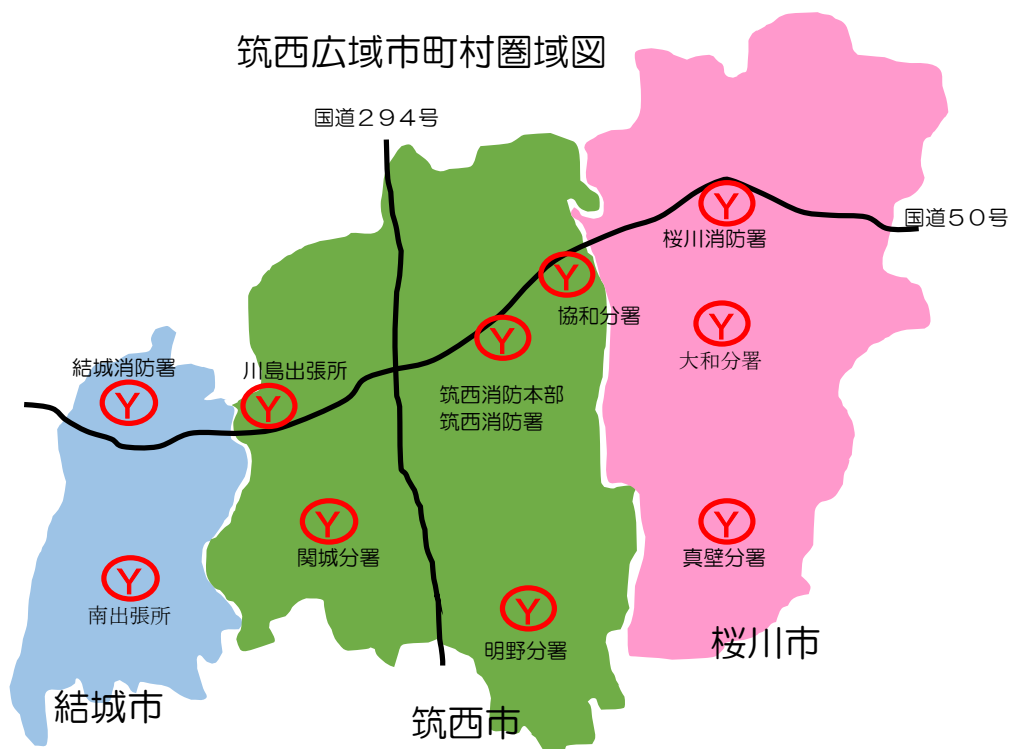 筑西広域市町村圏域図
国道294号
国道50号
Y
桜川消防署
Y
協和分署
Y
大和分署
Y
筑西消防本部
筑西消防署
結城消防署
Y
川島出張所
Y
Y
関城分署
Y
真壁分署
Y
南出張所
Y
明野分署
桜川市
結城市
筑西市